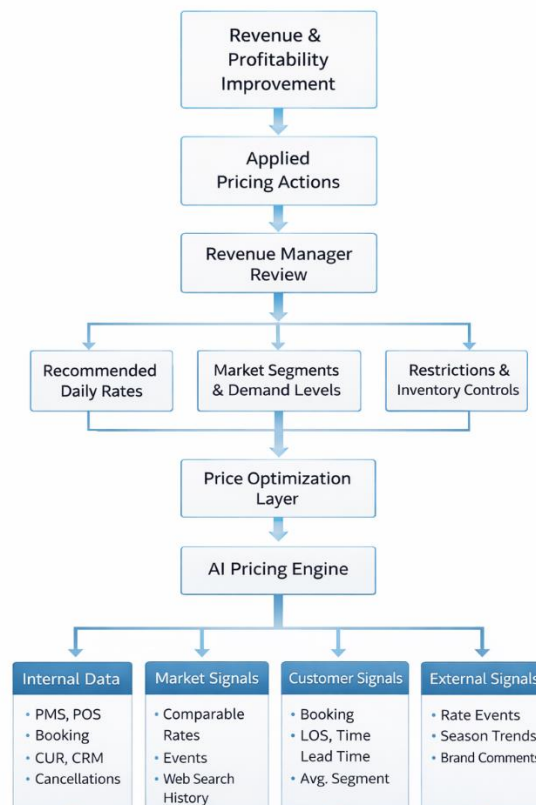 Revenue &
Profitability
Improvement
Applied
Pricing Actions
Revenue Manager
Review
Recommended
Daily Rates
Market Segments
& Demand Levels
Restrictions &
Inventory Controls
Price Optimization
Layer
AI Pricing Engine
Internal Data
• PMS, POS
• Booking
• CUR, CRM
• Cancellations
Market Signals
• Comparable
Rates
• Events
• Web Search
History
Customer Signals
• Booking
• LOS, Time
Lead Time
• Avg. Segment
External Signals
• Rate Events
• Season Trends
• Brand Comments